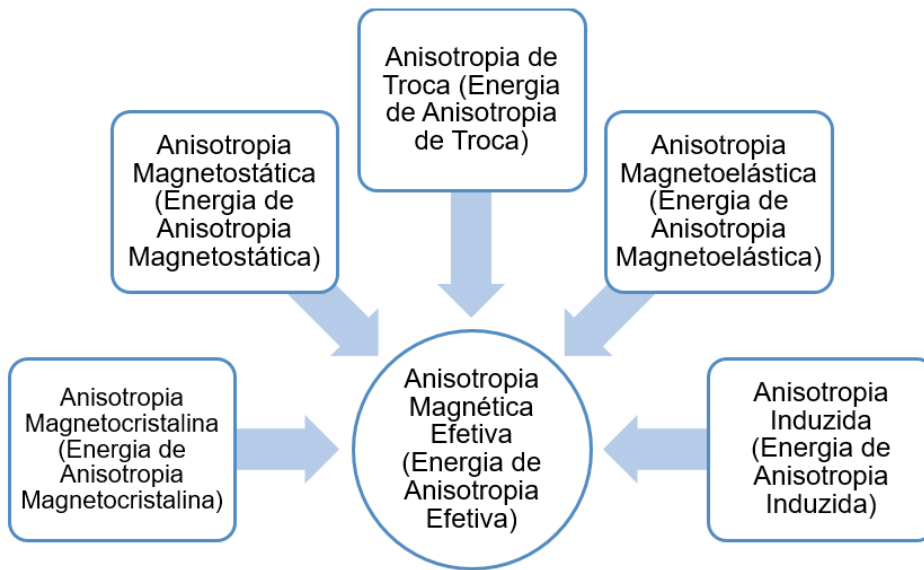 Anisotropia de
Troca (Energia
de Anisotropia
de Troca)
Anisotropia
Magnetostática
(Energia de
Anisotropia
Magnetostática)
Anisotropia
Magnetoelástica
(Energia de
Anisotropia
Magnetoelástica)
Anisotropia
Magnetocristalina
(Energia de
Anisotropia
Magnetocristalina)
Anisotropia
Magnética
Efetiva
(Energia de
Anisotropia
Efetiva)
Anisotropia
Induzida
(Energia de
Anisotropia
Induzida)